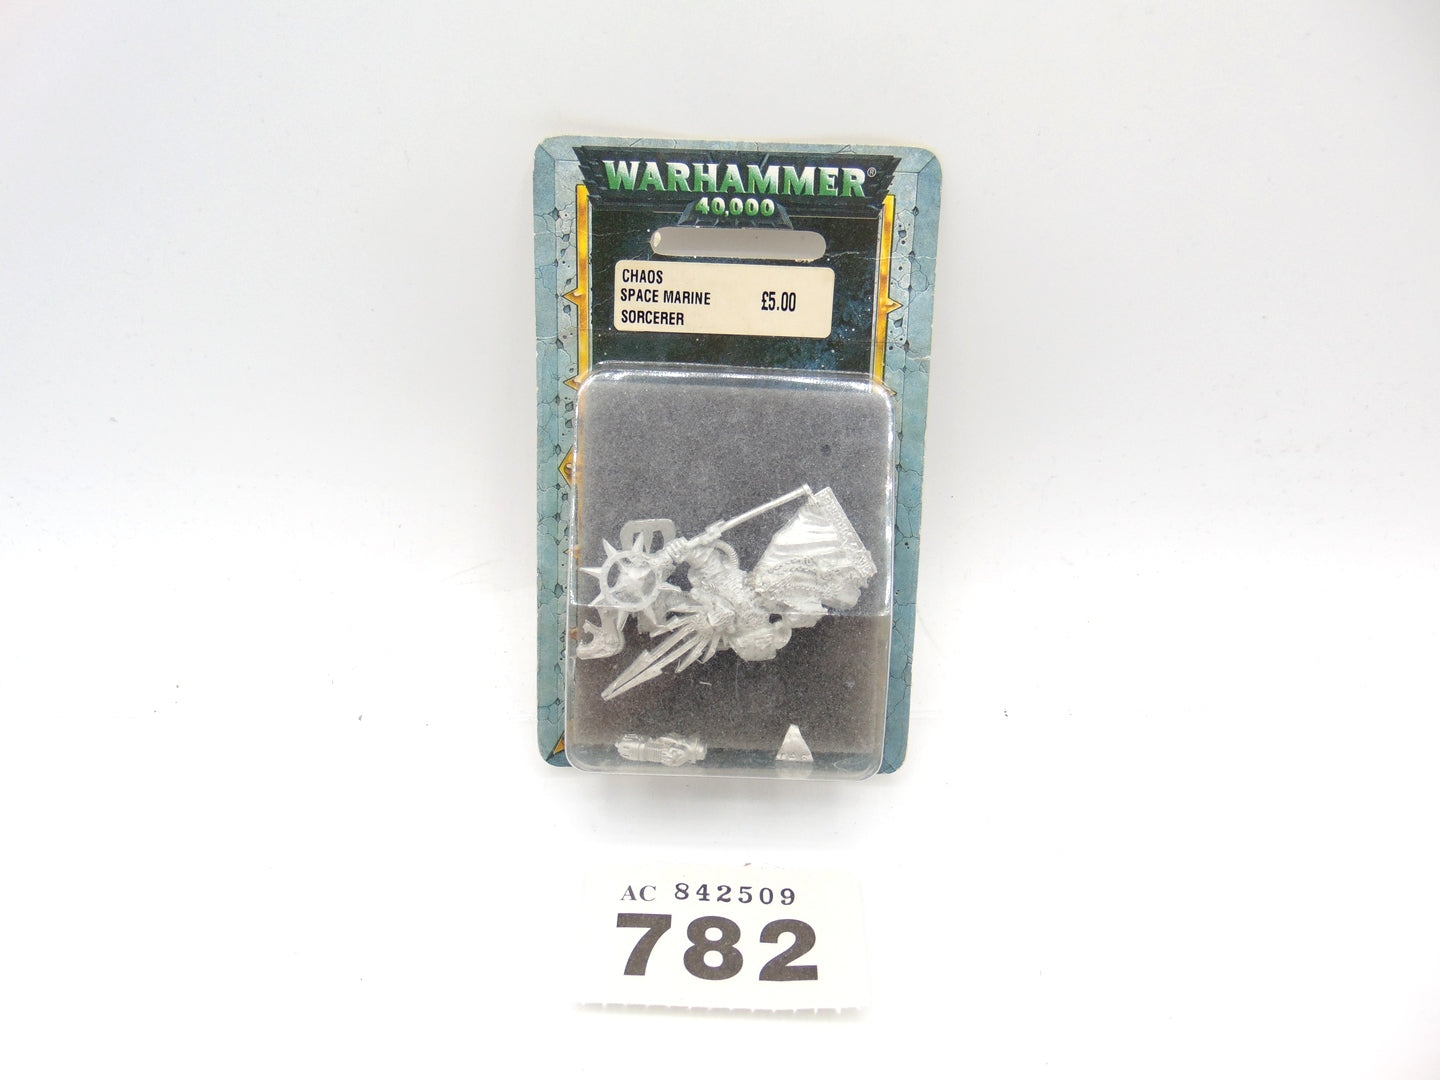 WARHAMMER®
40,000
CHAOS
SPACE MARINE £5.00
SORCERER
AC 842509
782